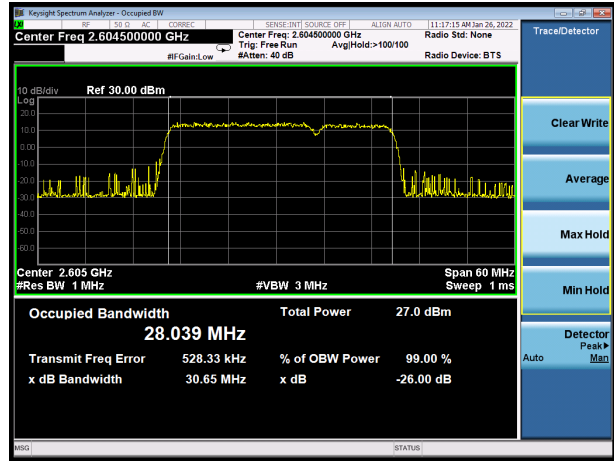 Keysight Spectrum Analyzer - Occupied BW
LXI RF 50 Ω AC CORREC SENSE:INT SOURCE OFF ALIGN AUTO 11:17:15 AM Jan 26, 2022
Center Freq 2.604500000 GHz
Center Freq: 2.604500000 GHz
Radio Std: None
Trig: Free Run Avg|Hold:>100/100
#IFGain:Low
#Atten: 40 dB
Radio Device: BTS
Trace/Detector
10 dB/div Ref 30.00 dBm
Log
20.0
10.0
0.00
-10.0
-20.0
-30.0
-40.0
-50.0
-60.0
Center 2.605 GHz Span 60 MHz
#Res BW 1 MHz #VBW 3 MHz Sweep 1 ms
Occupied Bandwidth Total Power 27.0 dBm
28.039 MHz
Transmit Freq Error 528.33 kHz % of OBW Power 99.00 %
x dB Bandwidth 30.65 MHz x dB -26.00 dB
Clear Write
Average
Max Hold
Min Hold
Detector
Peak▶
Auto Man
MSG STATUS